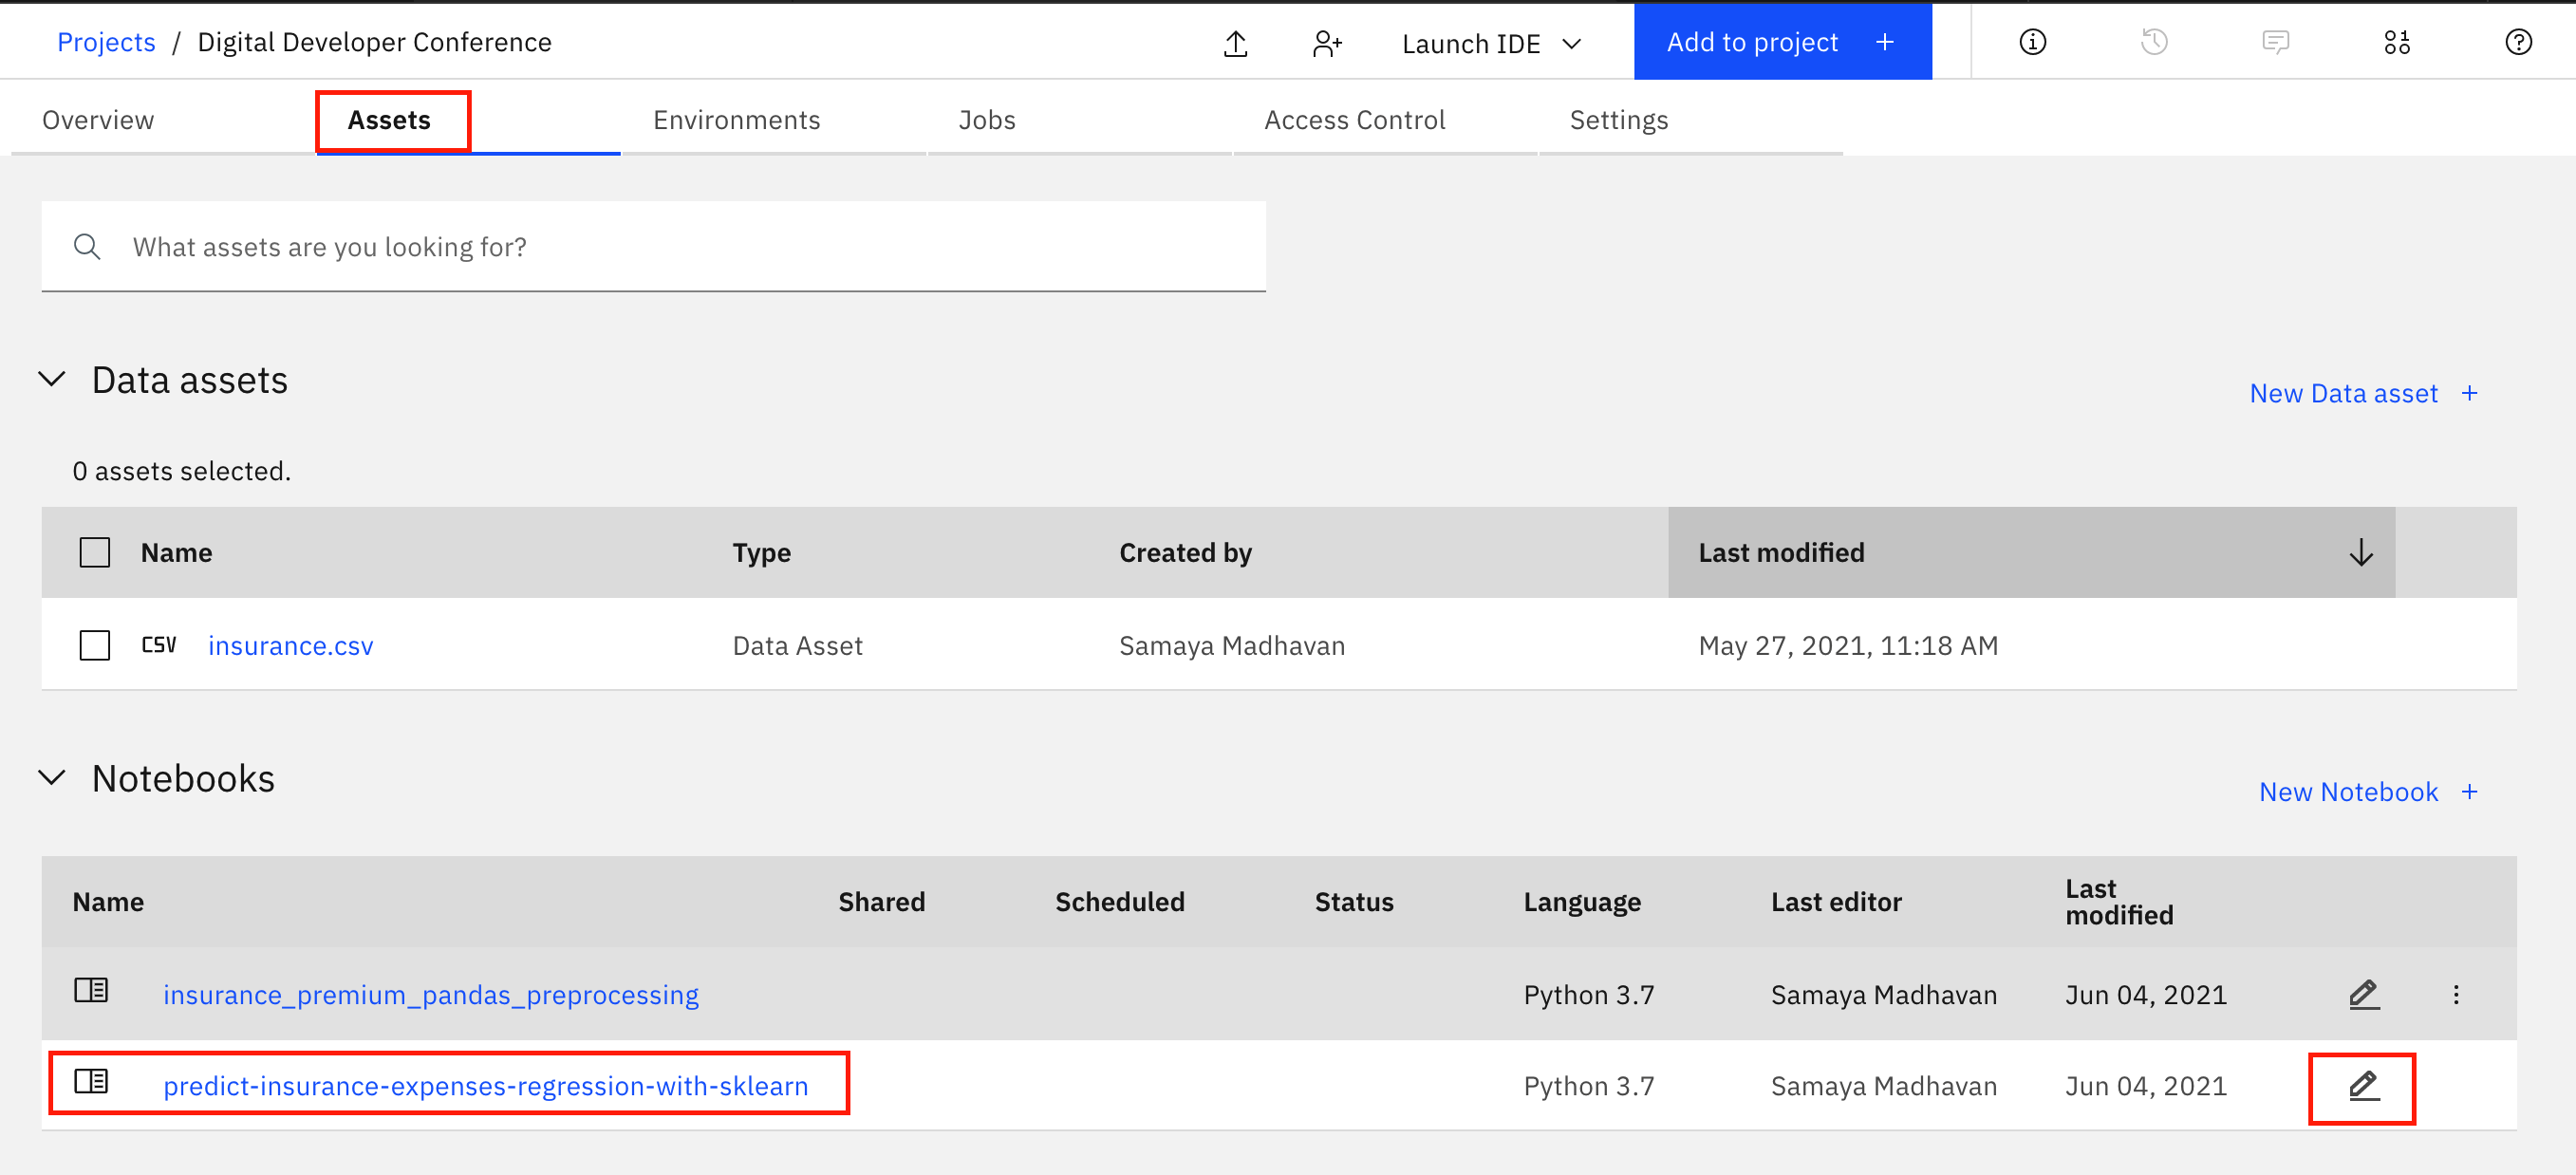 Projects / Digital Developer Conference
Launch IDE
Add to project +
Overview
Assets
Environments
Jobs
Access Control
Settings
What assets are you looking for?
Data assets
New Data asset +
0 assets selected.
Name Type Created by Last modified
CSV insurance.csv Data Asset Samaya Madhavan May 27, 2021, 11:18 AM
Notebooks
New Notebook +
Name Shared Scheduled Status Language Last editor Last modified
insurance_premium_pandas_preprocessing Python 3.7 Samaya Madhavan Jun 04, 2021
predict-insurance-expenses-regression-with-sklearn Python 3.7 Samaya Madhavan Jun 04, 2021